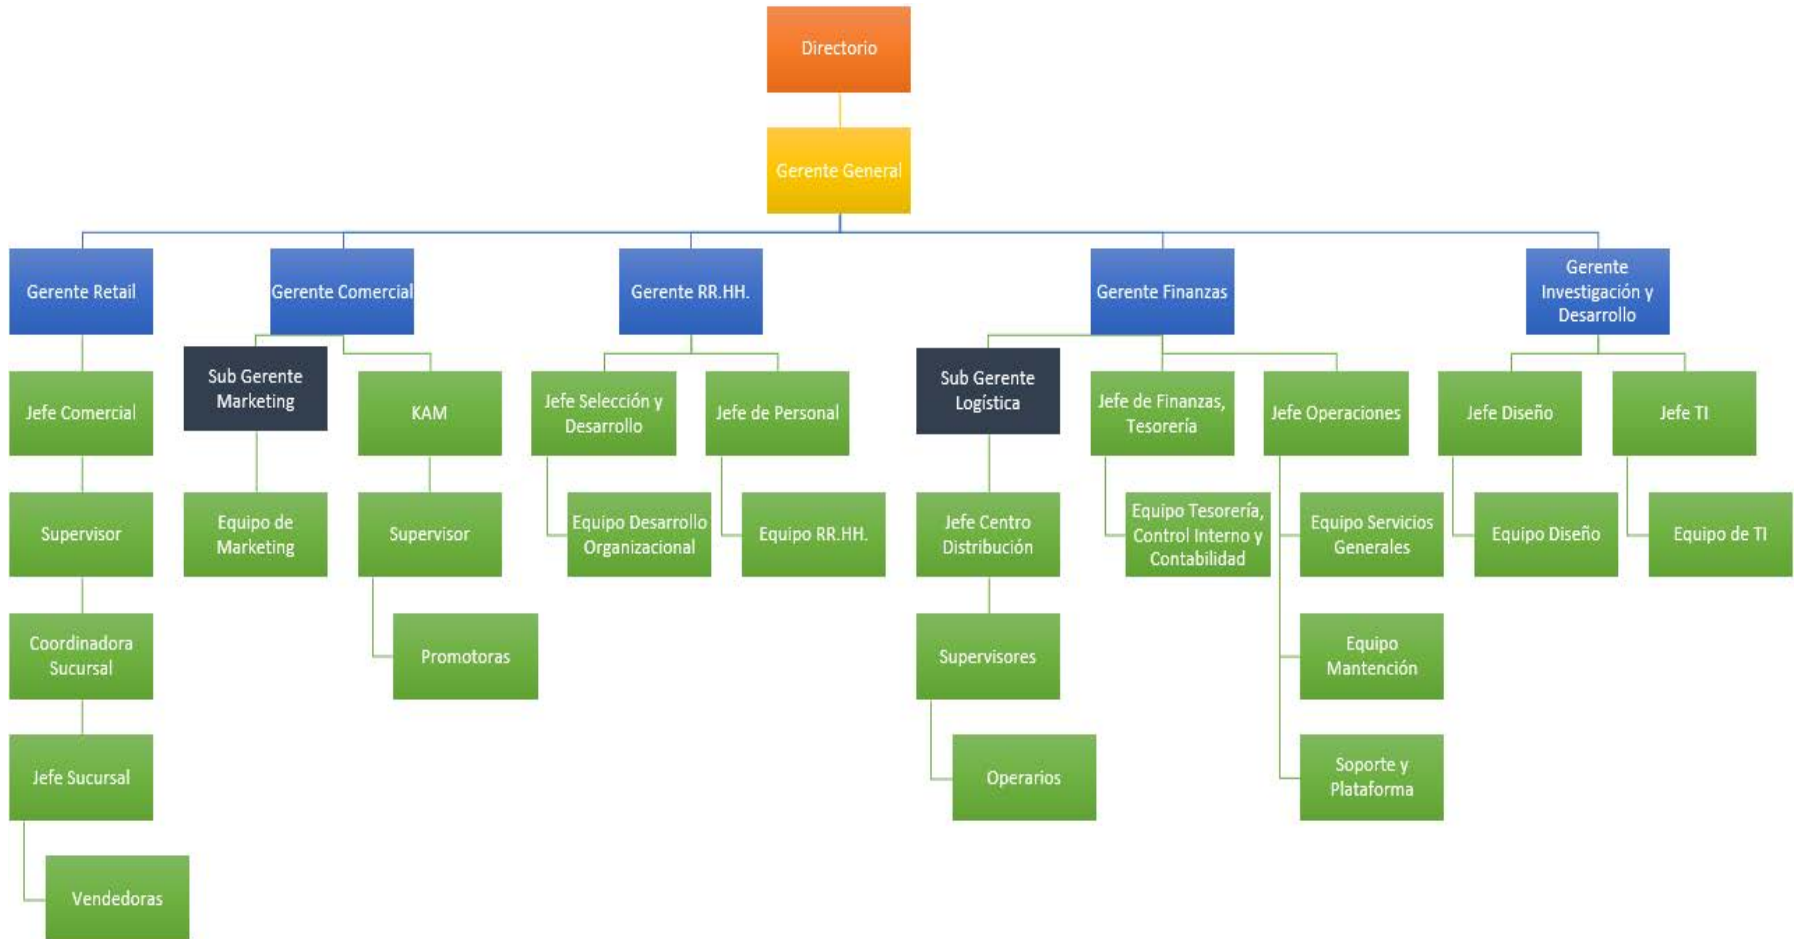 Directorio
Gerente General
Gerente Retail
Gerente Comercial
Gerente RR.HH.
Gerente Finanzas
Gerente
Investigación y
Desarrollo
Jefe Comercial
Sub Gerente
Marketing
KAM
Jefe Selección y
Desarrollo
Jefe de Personal
Sub Gerente
Logística
Jefe de Finanzas,
Tesorería
Jefe Operaciones
Jefe Diseño
Jefe TI
Supervisor
Equipo de
Marketing
Supervisor
Equipo Desarrollo
Organizacional
Equipo RR.HH.
Jefe Centro
Distribución
Equipo Tesorería,
Control Interno y
Contabilidad
Equipo Servicios
Generales
Equipo Diseño
Equipo de TI
Coordinadora
Sucursal
Promotoras
Supervisores
Equipo
Mantención
Jefe Sucursal
Operarios
Soporte y
Plataforma
Vendedoras